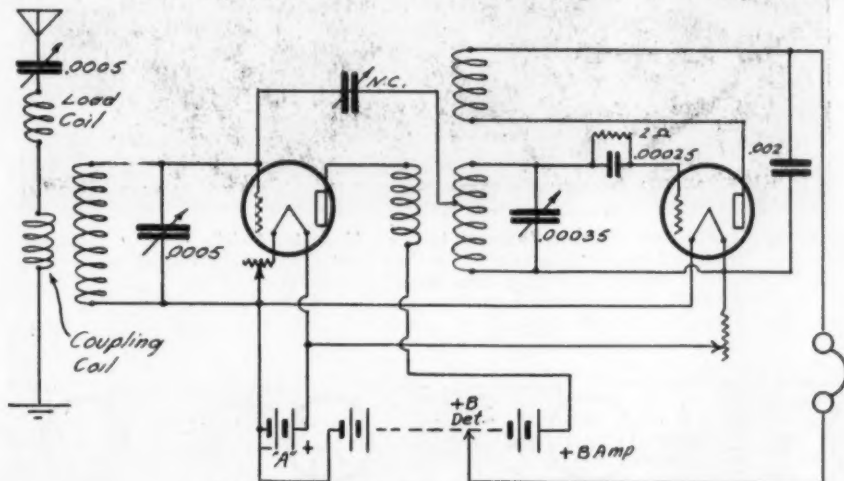 .0005
Load
Coil
N.C.
2 Ω
.00025
.002
.0005
.00035
Coupling
Coil
+B
Det.
- "A" +
+B Amp